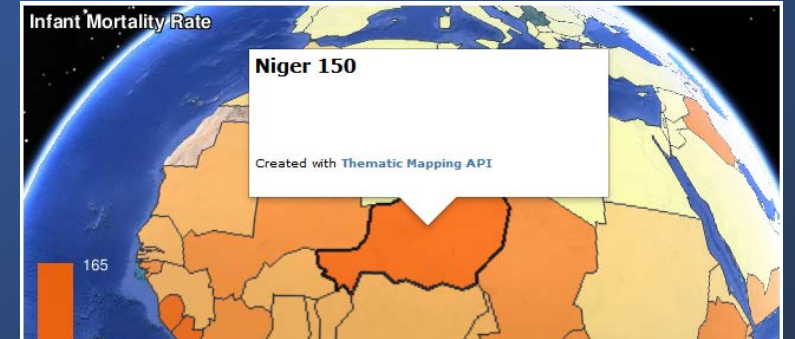 Infant Mortality Rate
Niger 150
Created with Thematic Mapping API
165